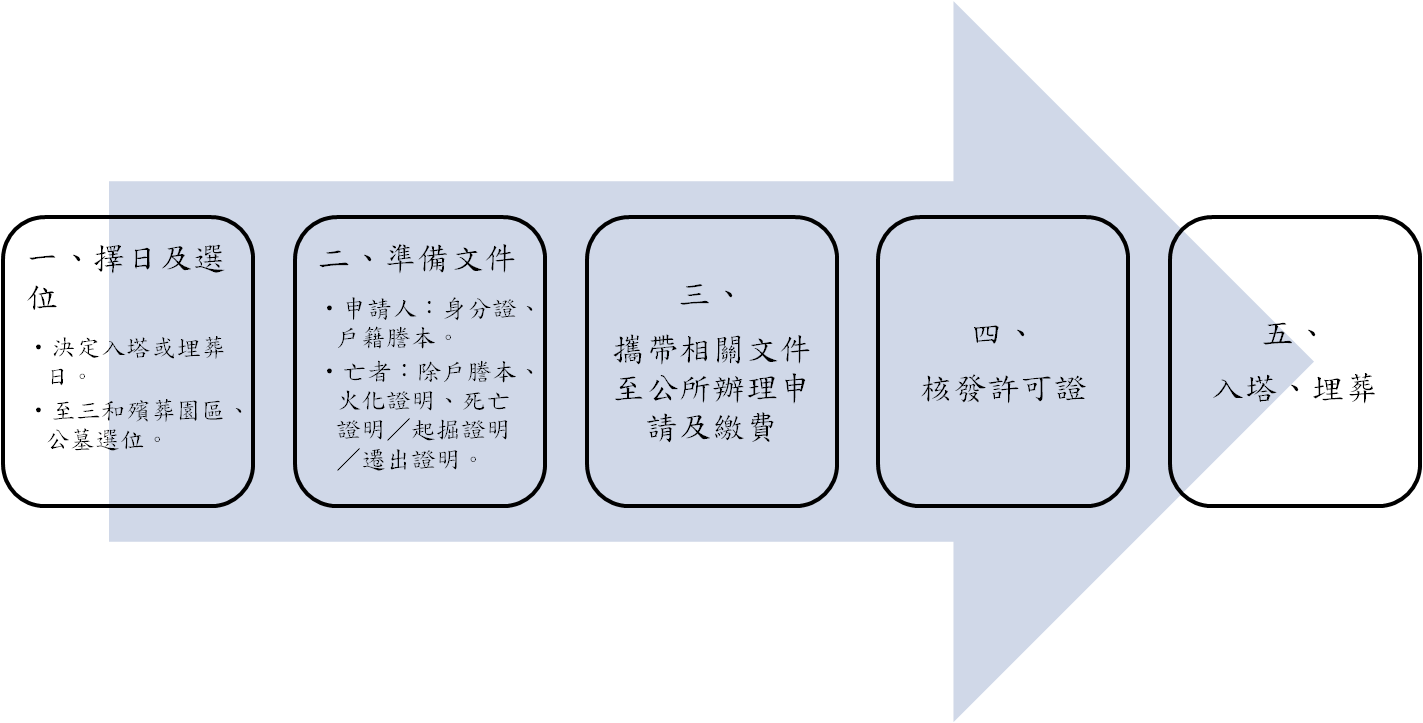 一、擇日及選
位
•決定入塔或埋葬
日。
•至三和殯葬園區、
公墓選位。
二、準備文件
•申請人：身分證、
戶籍謄本。
•亡者：除戶謄本、
火化證明、死亡
證明／起掘證明
／遷出證明。
三、
攜帶相關文件
至公所辦理申
請及繳費
四、
核發許可證
五、
入塔、埋葬